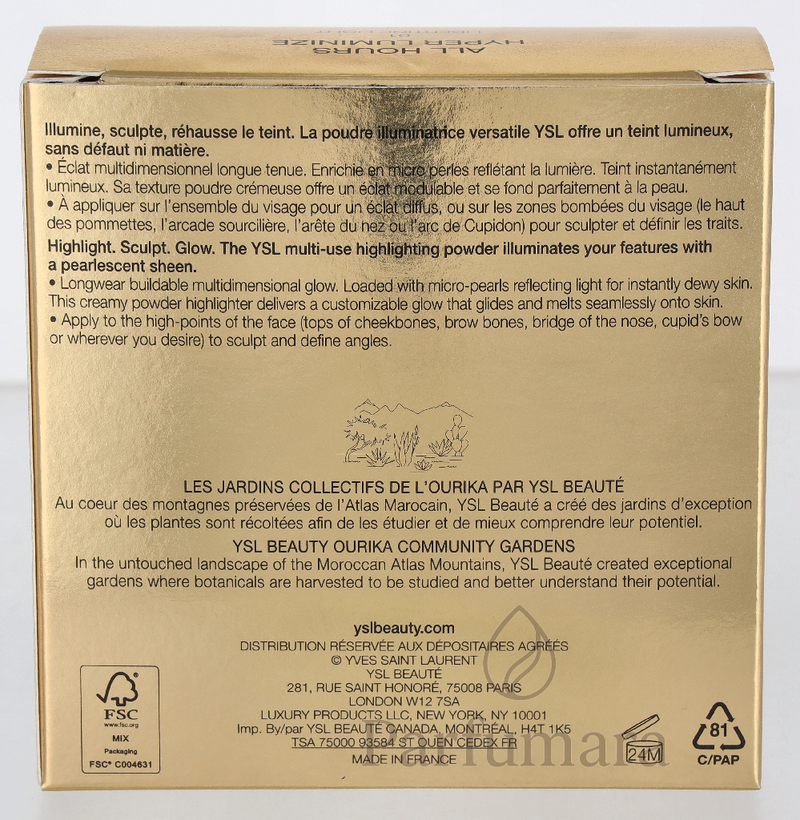 ALL HOURS
HYPER LUMINIZE
01
Illumine, sculpte, réhausse le teint. La poudre illuminatrice versatile YSL offre un teint lumineux,
sans défaut ni matière.
• Éclat multidimensionnel longue tenue. Enrichie en micro perles reflétant la lumière. Teint instantanément
lumineux. Sa texture poudre crémeuse offre un éclat modulable et se fond parfaitement à la peau.
• À appliquer sur l'ensemble du visage pour un éclat diffus, ou sur les zones bombées du visage (le haut
des pommettes, l'arcade sourcilière, l'arête du nez ou l'arc de Cupidon) pour sculpter et définir les traits.
Highlight. Sculpt. Glow. The YSL multi-use highlighting powder illuminates your features with
a pearlescent sheen.
• Longwear buildable multidimensional glow. Loaded with micro-pearls reflecting light for instantly dewy skin.
This creamy powder highlighter delivers a customizable glow that glides and melts seamlessly onto skin.
• Apply to the high-points of the face (tops of cheekbones, brow bones, bridge of the nose, cupid's bow
or wherever you desire) to sculpt and define angles.
LES JARDINS COLLECTIFS DE L'OURIKA PAR YSL BEAUTÉ
Au coeur des montagnes préservées de l'Atlas Marocain, YSL Beauté a créé des jardins d'exception
où les plantes sont récoltées afin de les étudier et de mieux comprendre leur potentiel.
YSL BEAUTY OURIKA COMMUNITY GARDENS
In the untouched landscape of the Moroccan Atlas Mountains, YSL Beauté created exceptional
gardens where botanicals are harvested to be studied and better understand their potential.
yslbeauty.com
DISTRIBUTION RÉSERVÉE AUX DÉPOSITAIRES AGRÉÉS
© YVES SAINT LAURENT
YSL BEAUTÉ
281, RUE SAINT HONORÉ, 75008 PARIS
LONDON W12 7SA
LUXURY PRODUCTS LLC, NEW YORK, NY 10001
Imp. By/par YSL BEAUTÉ CANADA, MONTRÉAL, H4T 1K5
TSA 75000 93584 ST OUEN CEDEX FR
MADE IN FRANCE
FSC
www.fsc.org
MIX
Packaging
FSC® C004631
24M
81
C/PAP
Parfumara